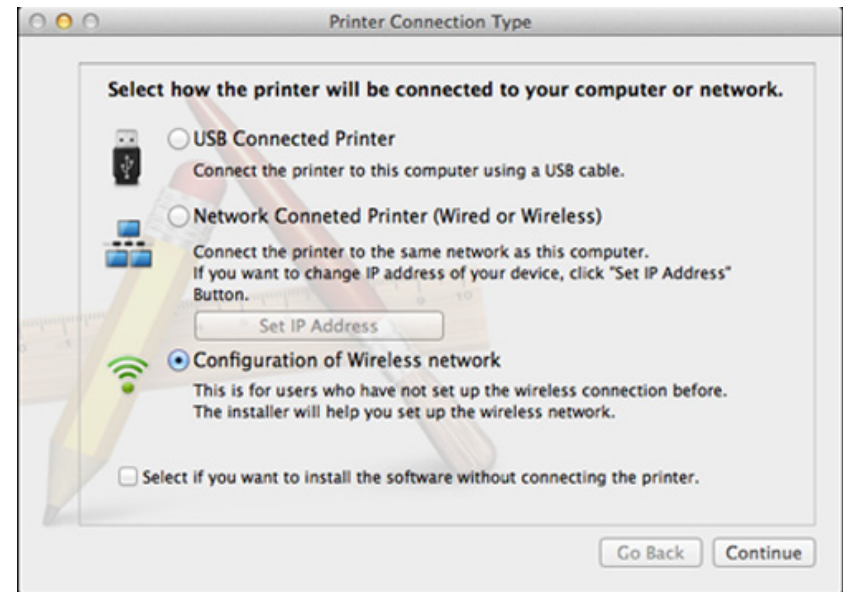 Printer Connection Type
Select how the printer will be connected to your computer or network.
USB Connected Printer
Connect the printer to this computer using a USB cable.
Network Conneted Printer (Wired or Wireless)
Connect the printer to the same network as this computer.
If you want to change IP address of your device, click "Set IP Address"
Button.
Set IP Address
Configuration of Wireless network
This is for users who have not set up the wireless connection before.
The installer will help you set up the wireless network.
Select if you want to install the software without connecting the printer.
Go Back Continue